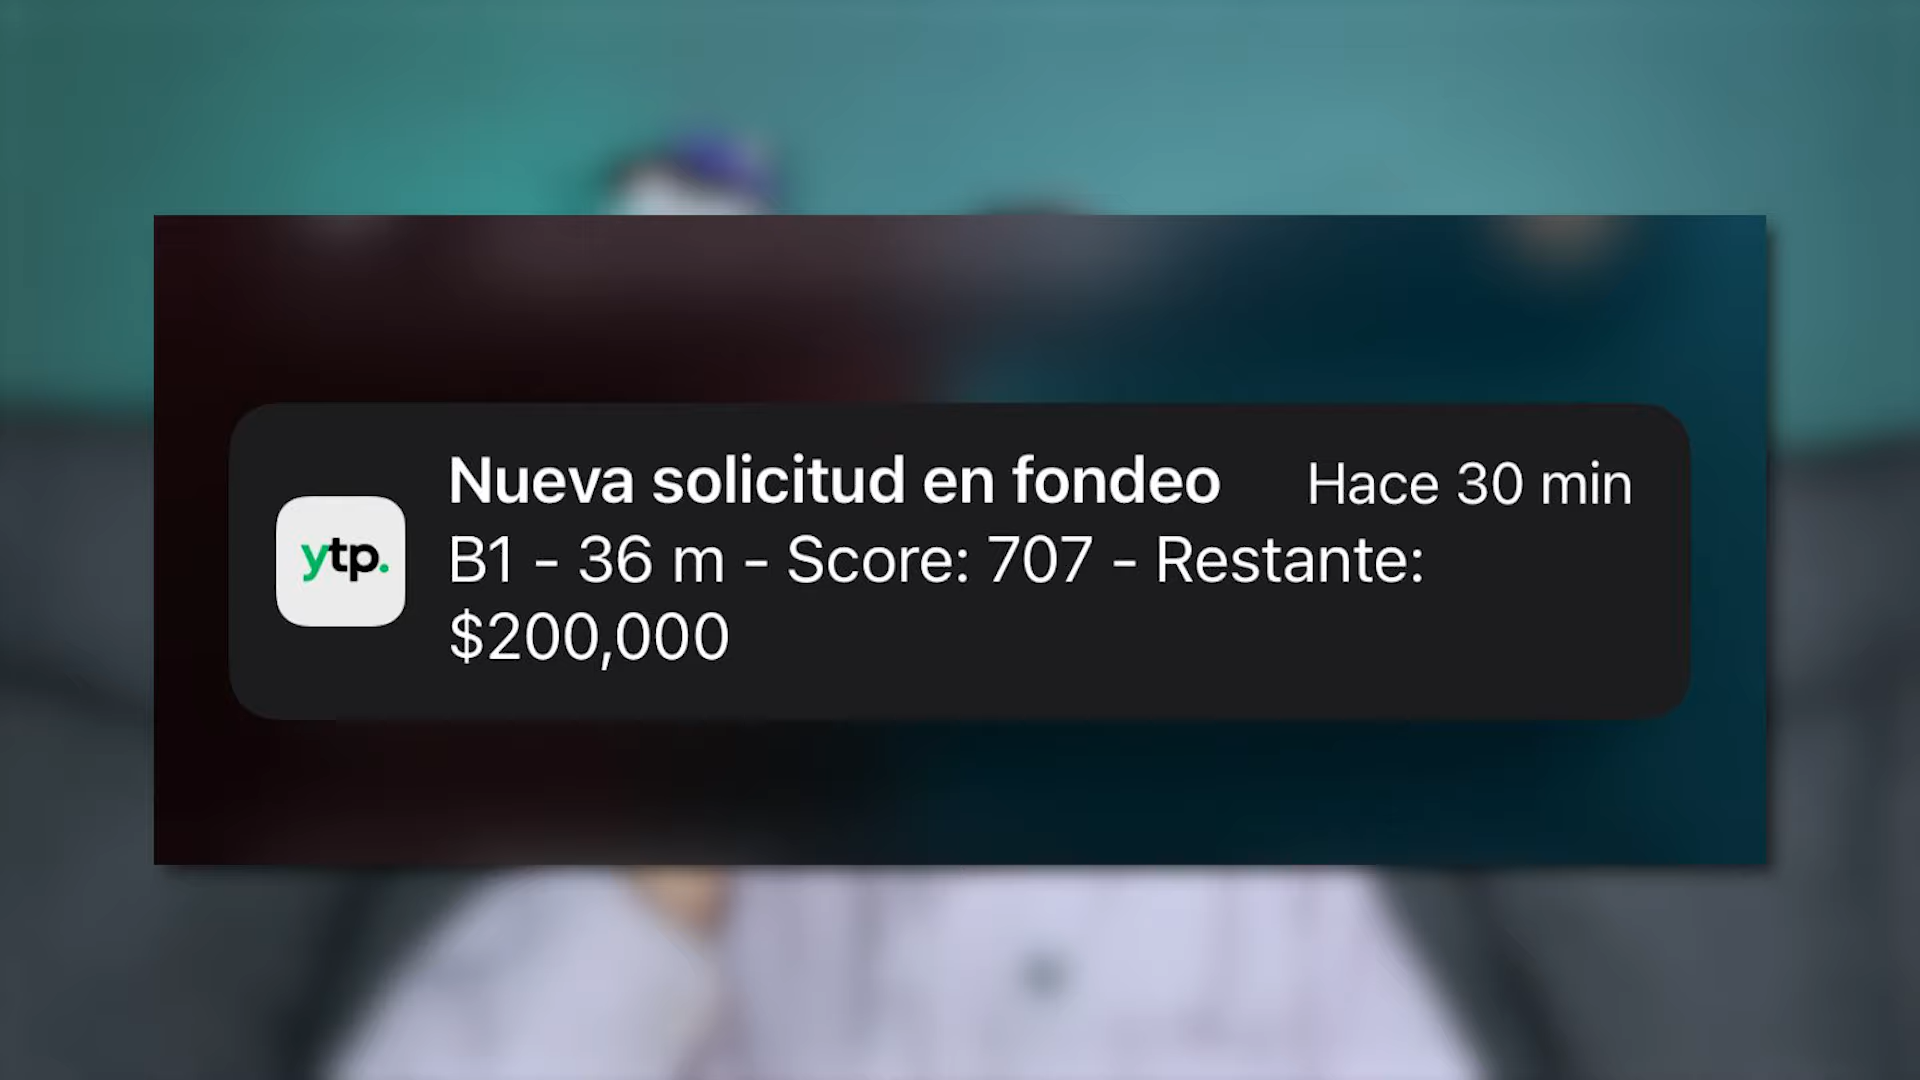 Nueva solicitud en fondeo Hace 30 min
ytp.
B1 - 36 m - Score: 707 - Restante:
$200,000